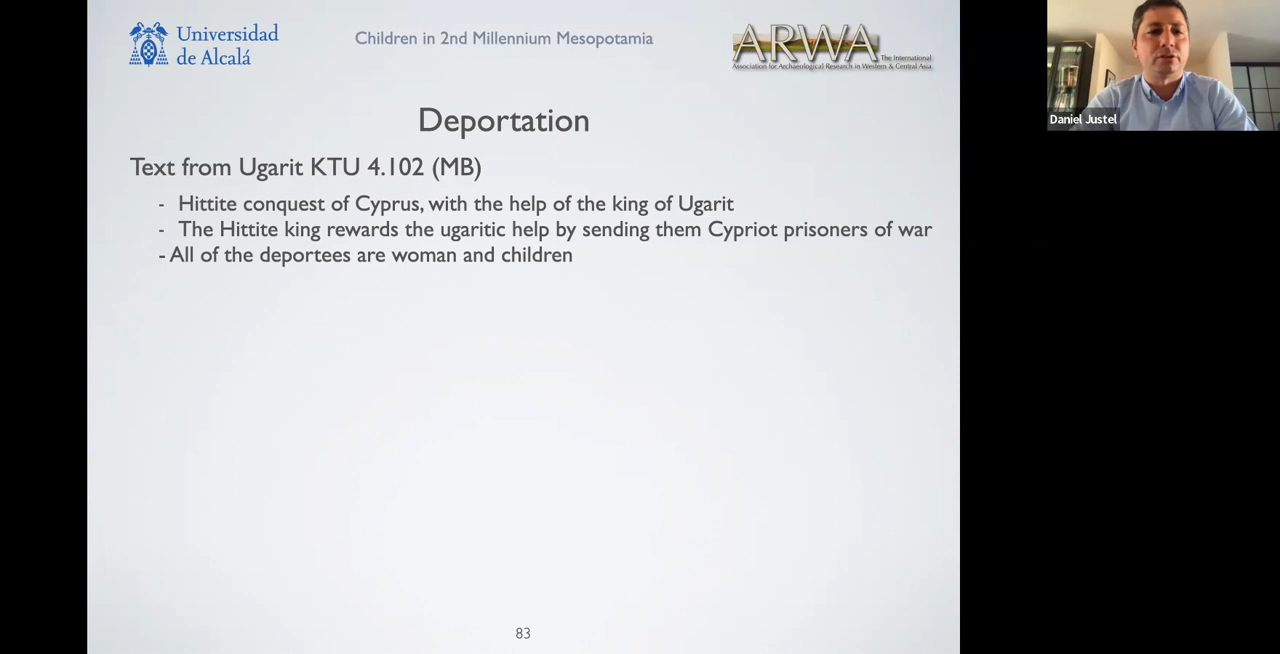 Universidad
de Alcalá
Children in 2nd Millennium Mesopotamia
ARWA
The International
Association for Archaeological Research in Western & Central Asia
Daniel Justel
Deportation
Text from Ugarit KTU 4.102 (MB)
- Hittite conquest of Cyprus, with the help of the king of Ugarit
- The Hittite king rewards the ugaritic help by sending them Cypriot prisoners of war
- All of the deportees are woman and children
83